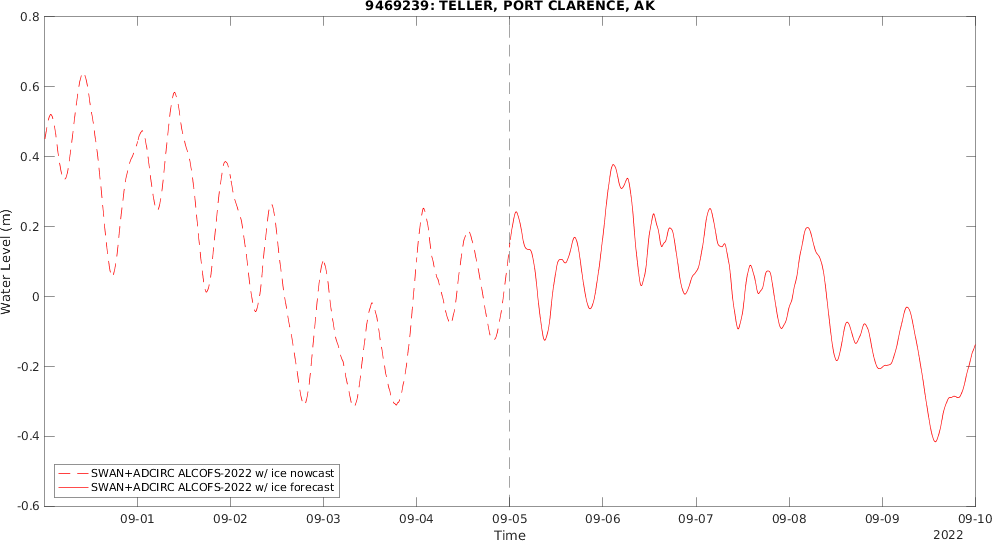 9469239: TELLER, PORT CLARENCE, AK
Water Level (m)
0.8
0.6
0.4
0.2
0
-0.2
-0.4
-0.6
SWAN+ADCIRC ALCOFS-2022 w/ ice nowcast
SWAN+ADCIRC ALCOFS-2022 w/ ice forecast
09-01 09-02 09-03 09-04 09-05 09-06 09-07 09-08 09-09 09-10
Time
2022